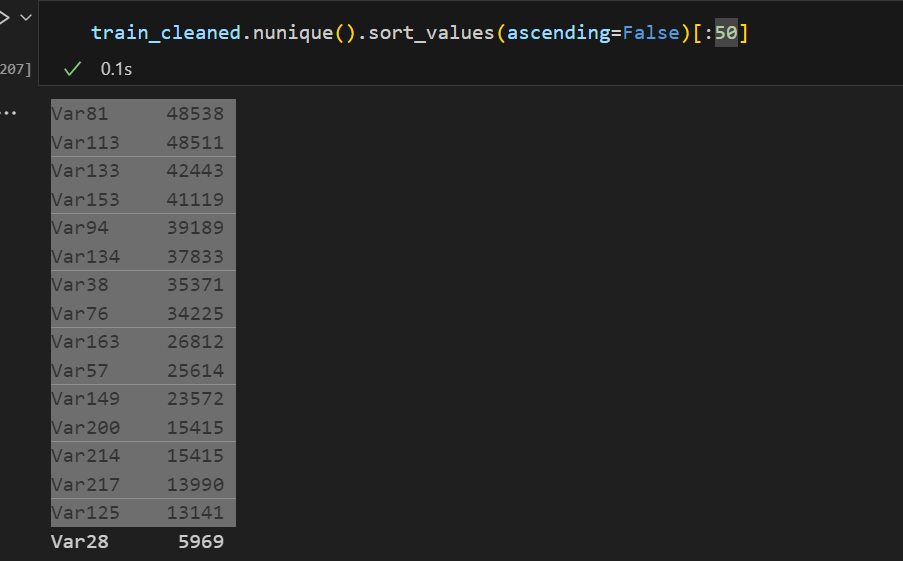 train_cleaned.nunique().sort_values(ascending=False)[:50]
207]
0.1s
...
Var81 48538
Var113 48511
Var133 42443
Var153 41119
Var94 39189
Var134 37833
Var38 35371
Var76 34225
Var163 26812
Var57 25614
Var149 23572
Var200 15415
Var214 15415
Var217 13990
Var125 13141
Var28 5969